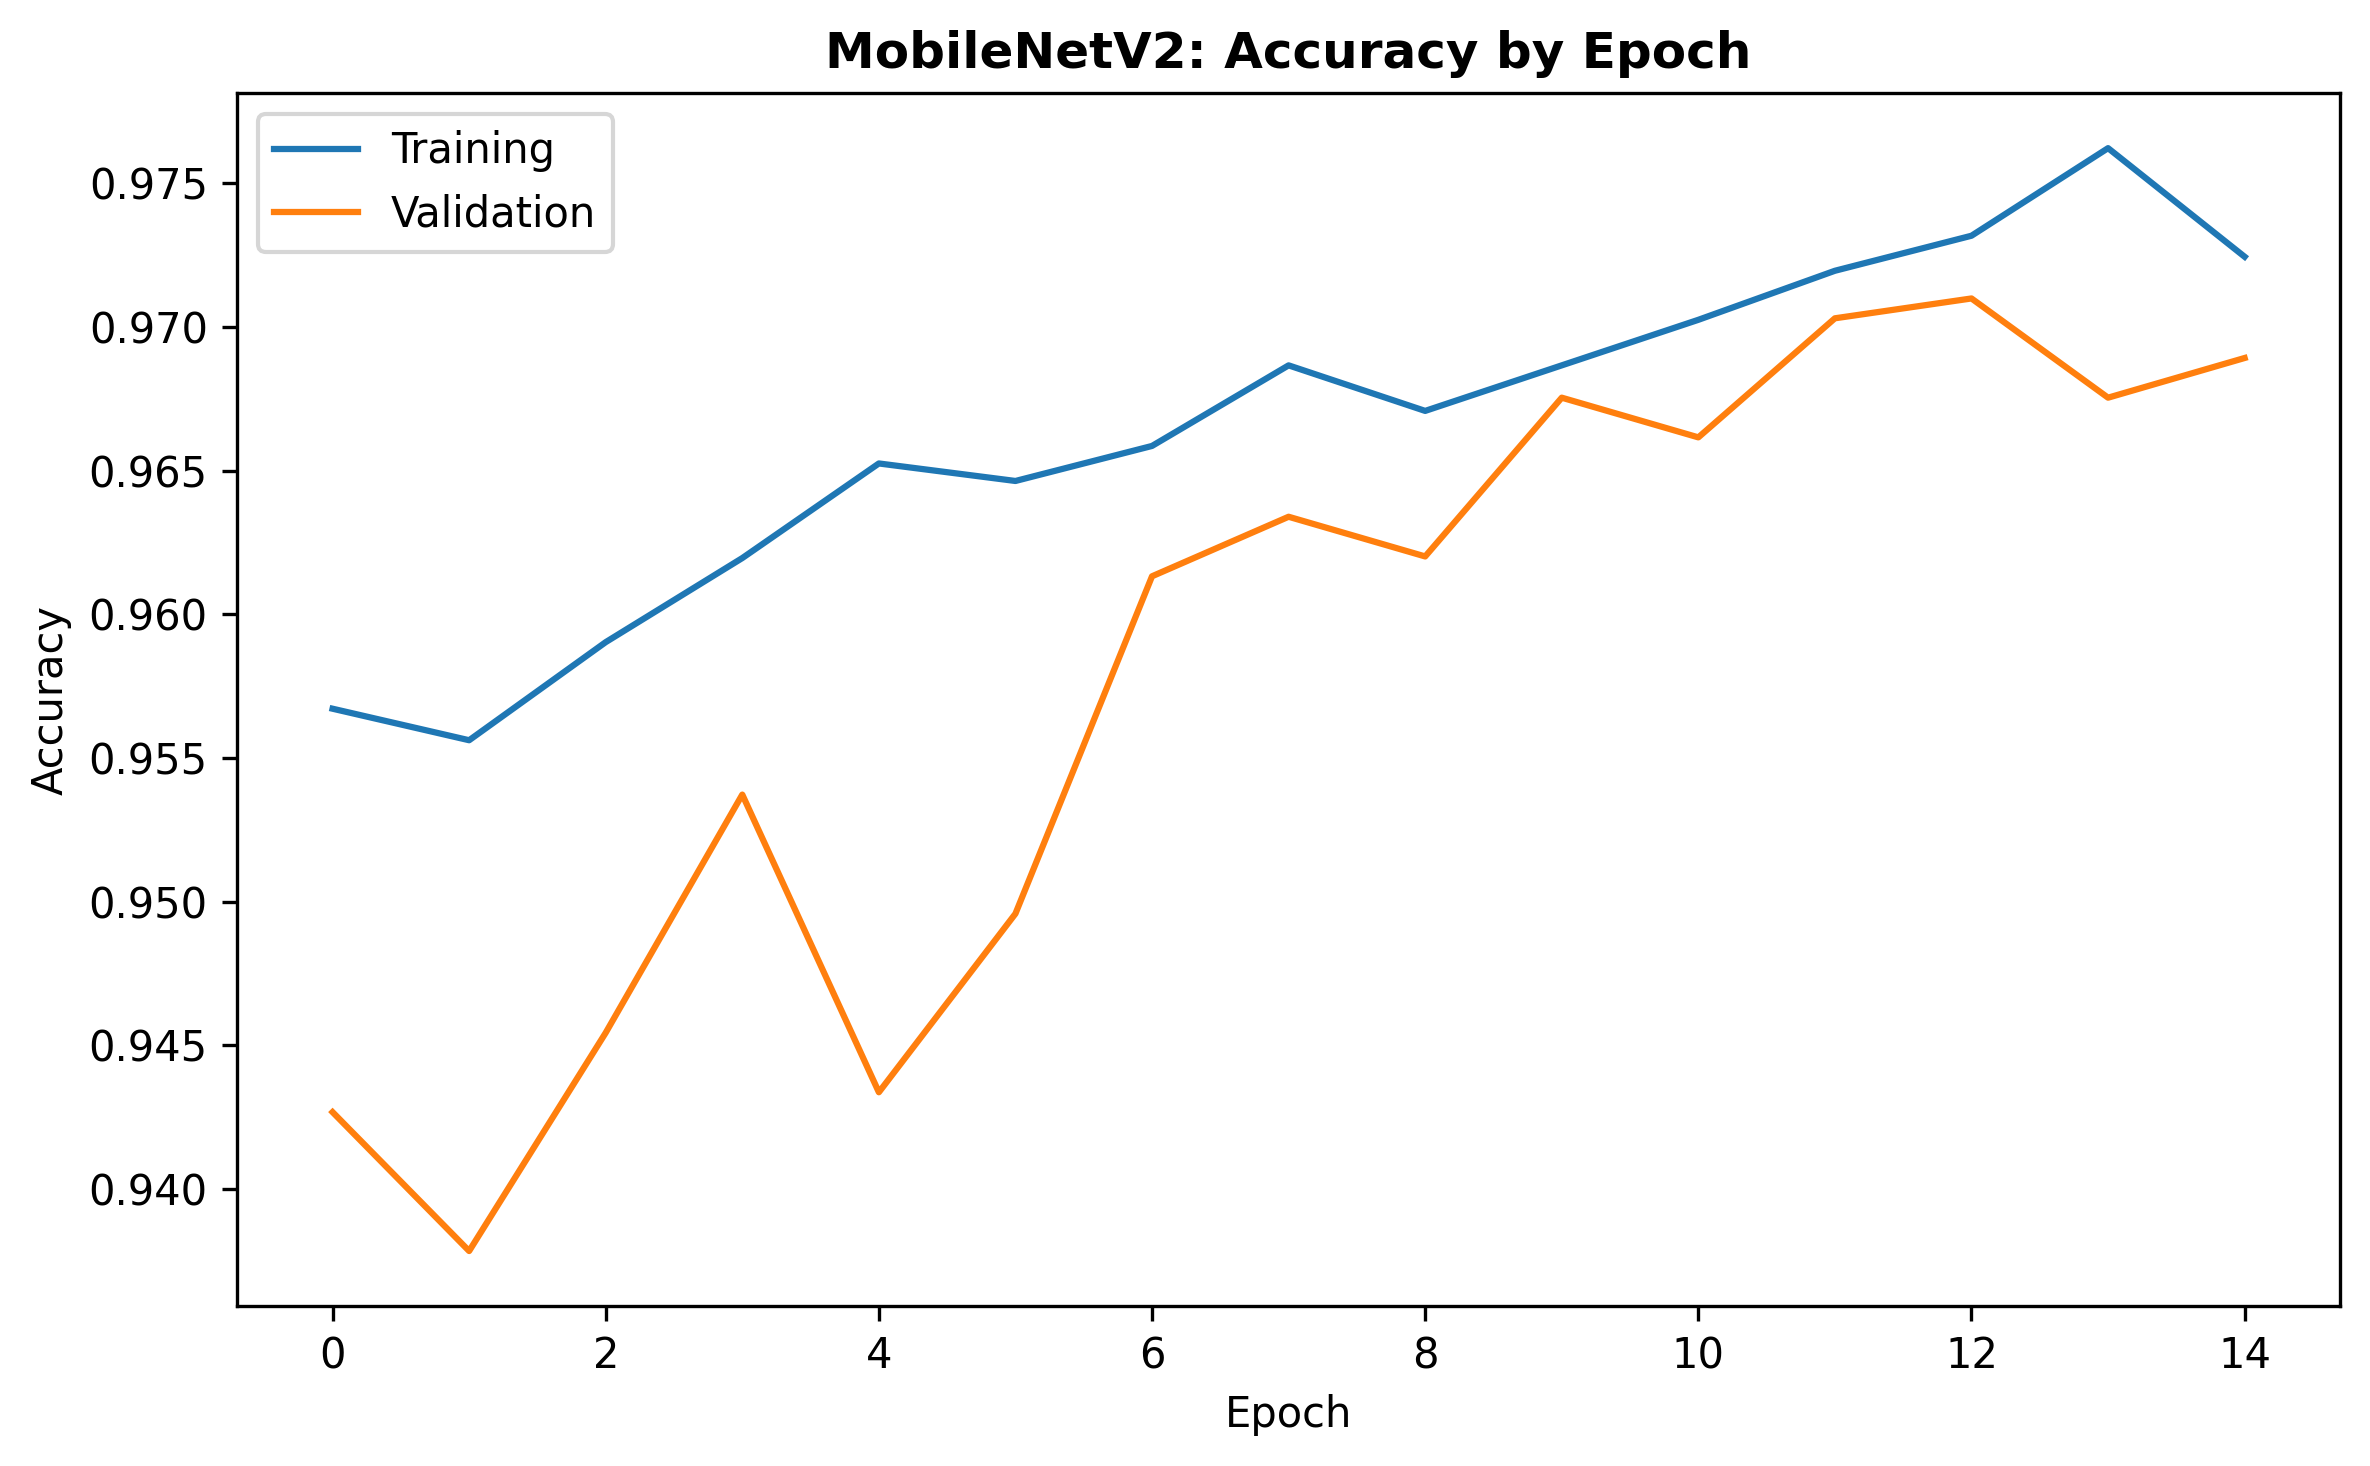 MobileNetV2: Accuracy by Epoch
Training
Validation
Accuracy
0.975
0.970
0.965
0.960
0.955
0.950
0.945
0.940
0 2 4 6 8 10 12 14
Epoch